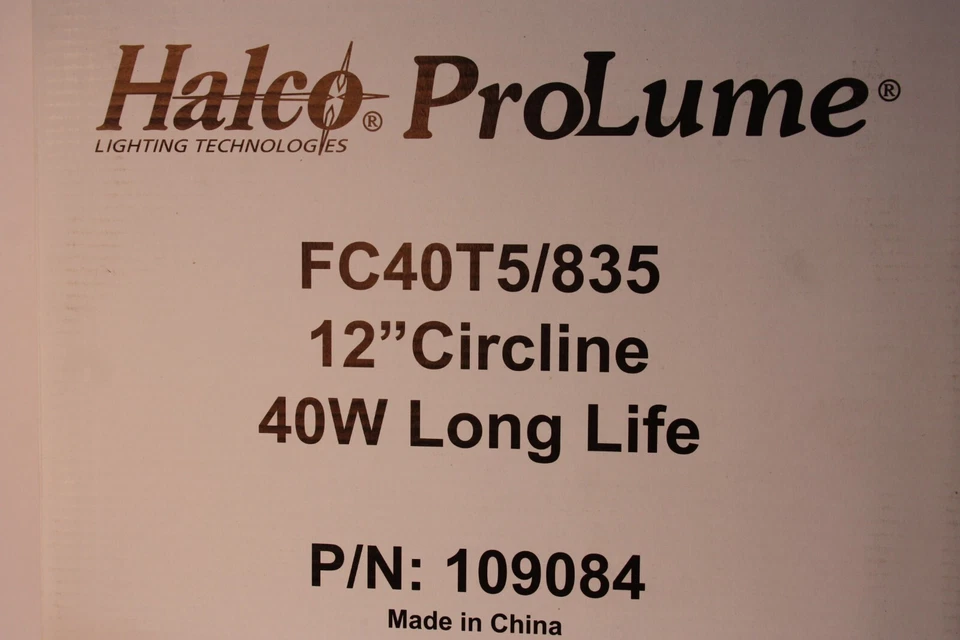 Halco® ProLume®
LIGHTING TECHNOLOGIES
FC40T5/835
12”Circline
40W Long Life
P/N: 109084
Made in China